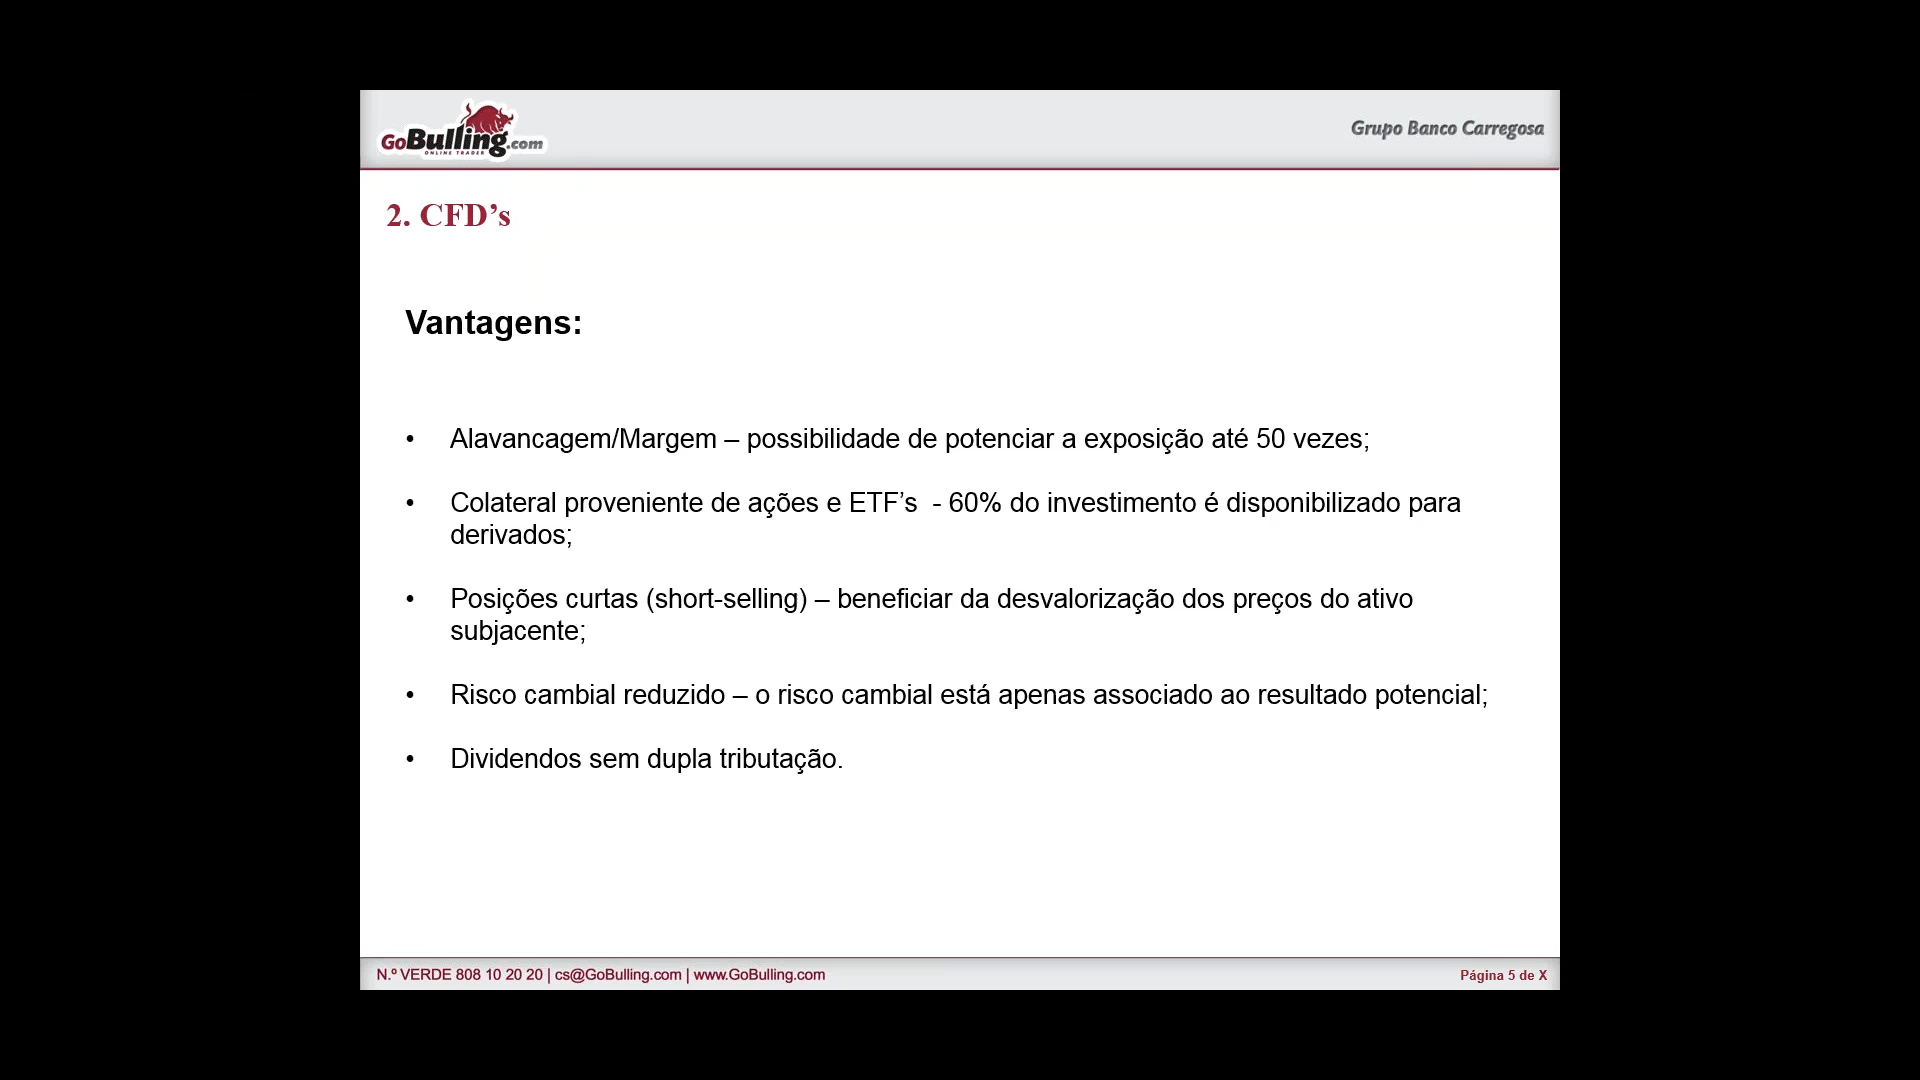 GoBulling.com
ONLINE TRADER
Grupo Banco Carregosa
2. CFD’s
Vantagens:
• Alavancagem/Margem – possibilidade de potenciar a exposição até 50 vezes;
• Colateral proveniente de ações e ETF’s  - 60% do investimento é disponibilizado para
derivados;
• Posições curtas (short-selling) – beneficiar da desvalorização dos preços do ativo
subjacente;
• Risco cambial reduzido – o risco cambial está apenas associado ao resultado potencial;
• Dividendos sem dupla tributação.
N.º VERDE 808 10 20 20 | cs@GoBulling.com | www.GoBulling.com
Página 5 de X